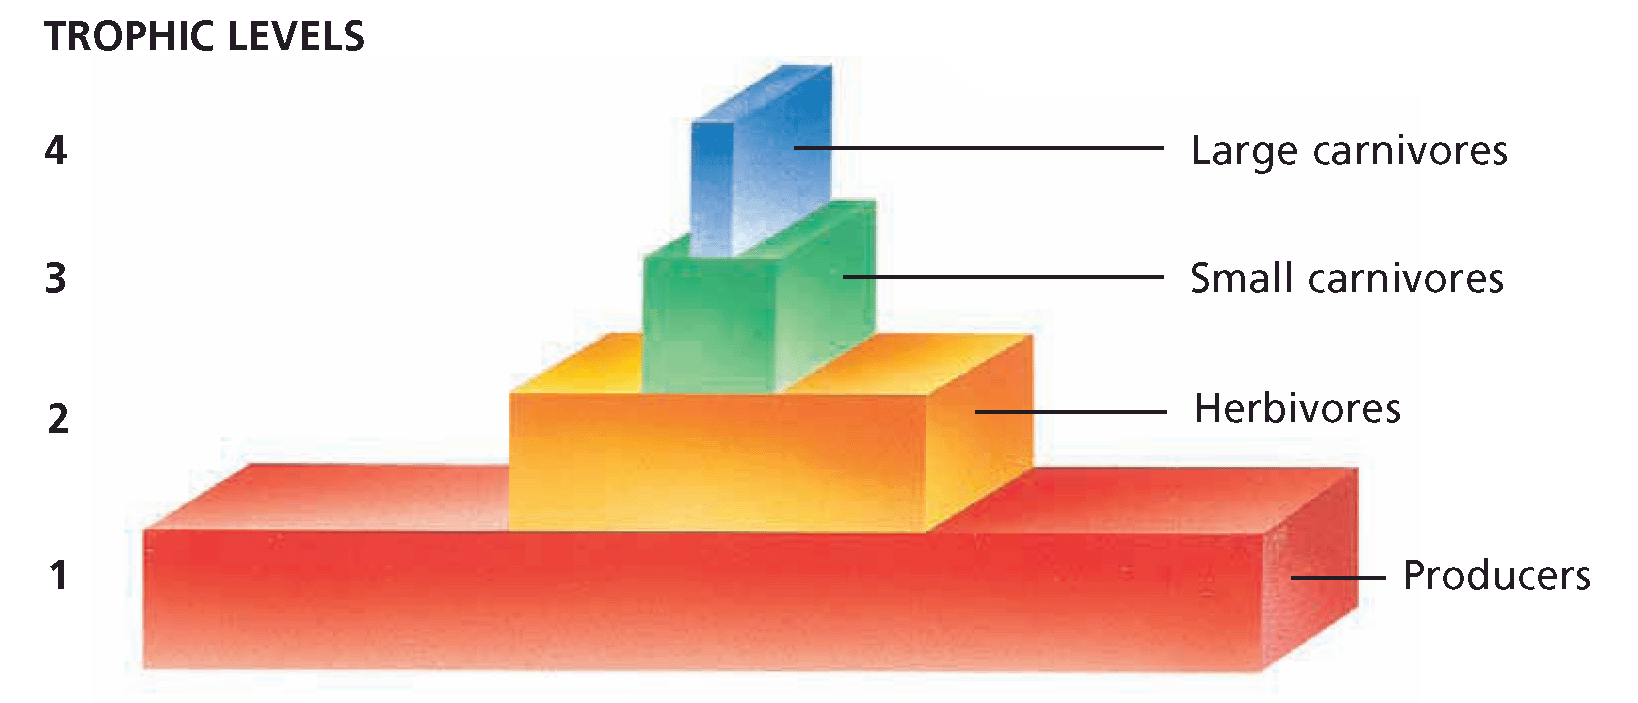 TROPHIC LEVELS
4 Large carnivores
3 Small carnivores
2 Herbivores
1 Producers